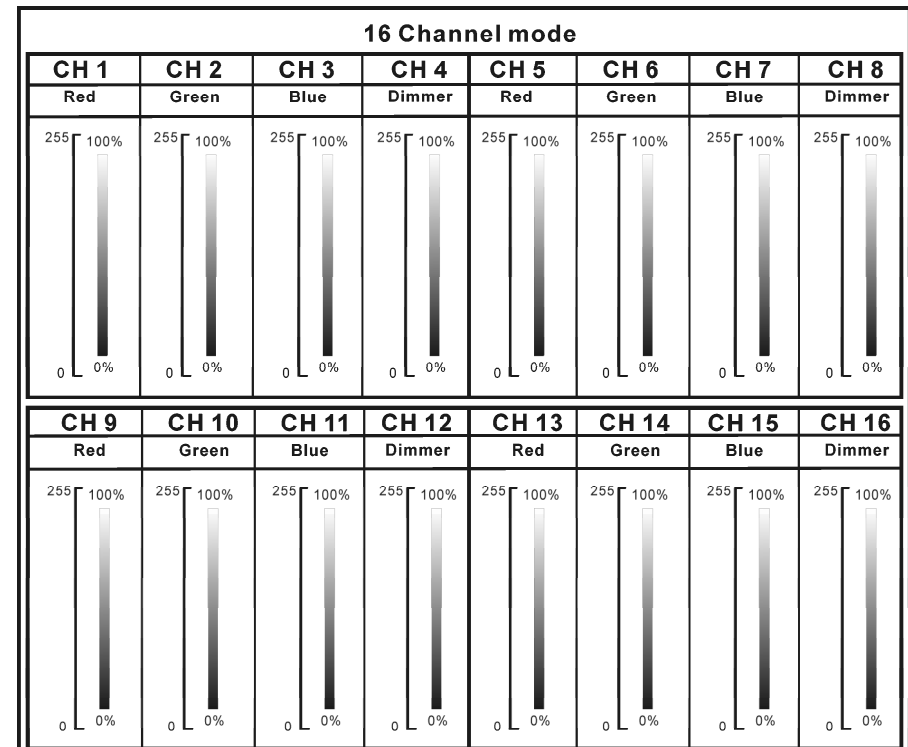 16 Channel mode
CH 1 CH 2 CH 3 CH 4 CH 5 CH 6 CH 7 CH 8
Red Green Blue Dimmer Red Green Blue Dimmer
255 100% 255 100% 255 100% 255 100% 255 100% 255 100% 255 100% 255 100%
0 0% 0 0% 0 0% 0 0% 0 0% 0 0% 0 0% 0 0%
CH 9 CH 10 CH 11 CH 12 CH 13 CH 14 CH 15 CH 16
Red Green Blue Dimmer Red Green Blue Dimmer
255 100% 255 100% 255 100% 255 100% 255 100% 255 100% 255 100% 255 100%
0 0% 0 0% 0 0% 0 0% 0 0% 0 0% 0 0% 0 0%